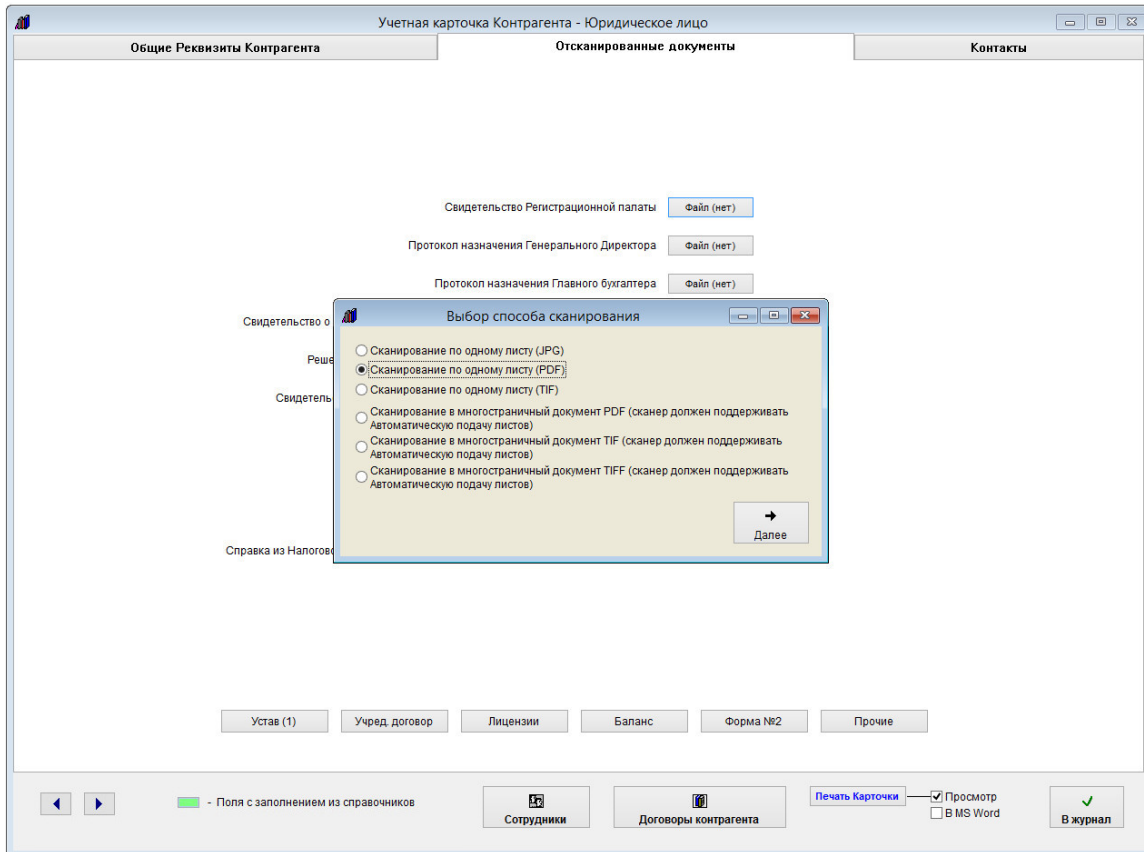 Учетная карточка Контрагента - Юридическое лицо
Общие Реквизиты Контрагента
Отсканированные документы
Контакты
Свидетельство Регистрационной палаты
Файл (нет)
Протокол назначения Генерального Директора
Файл (нет)
Протокол назначения Главного бухгалтера
Файл (нет)
Свидетельство о
Реше
Свидетель
Справка из Налогово
Выбор способа сканирования
Сканирование по одному листу (JPG)
Сканирование по одному листу (PDF)
Сканирование по одному листу (TIF)
Сканирование в многостраничный документ PDF (сканер должен поддерживать
Автоматическую подачу листов)
Сканирование в многостраничный документ TIF (сканер должен поддерживать
Автоматическую подачу листов)
Сканирование в многостраничный документ TIFF (сканер должен поддерживать
Автоматическую подачу листов)
Далее
Устав (1)
Учред. договор
Лицензии
Баланс
Форма №2
Прочие
- Поля с заполнением из справочников
Сотрудники
Договоры контрагента
Печать Карточки
Просмотр
В MS Word
В журнал